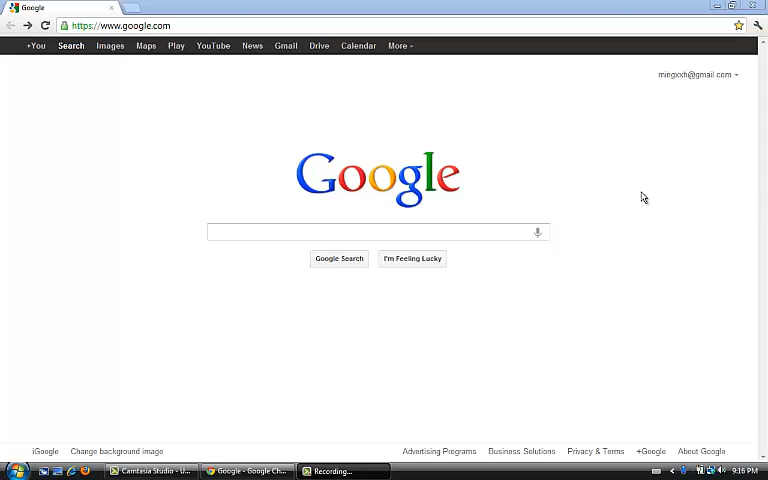 Google
https://www.google.com
+You Search Images Maps Play YouTube News Gmail Drive Calendar More
mingxxh@gmail.com
Google
Google Search I'm Feeling Lucky
iGoogle Change background image Advertising Programs Business Solutions Privacy & Terms +Google About Google
Camtasia Studio - U... Google - Google Ch... Recording... 9:16 PM